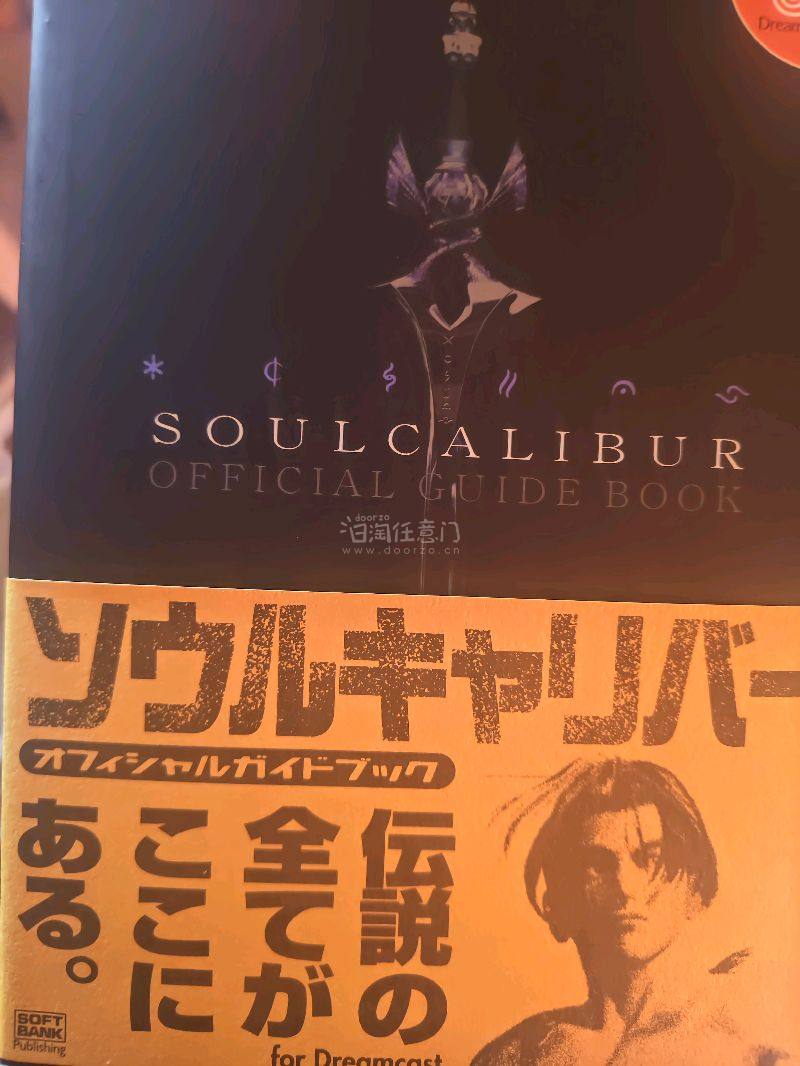 Dream
SOULCALIBUR
OFFICIAL GUIDE BOOK
doorzo
汩淘任意门
www.doorzo.cn
ソウルキャリバー
オフィシャルガイドブック
伝説の
全てが
ここに
ある。
SOFT
BANK
Publishing
for Dreamcast